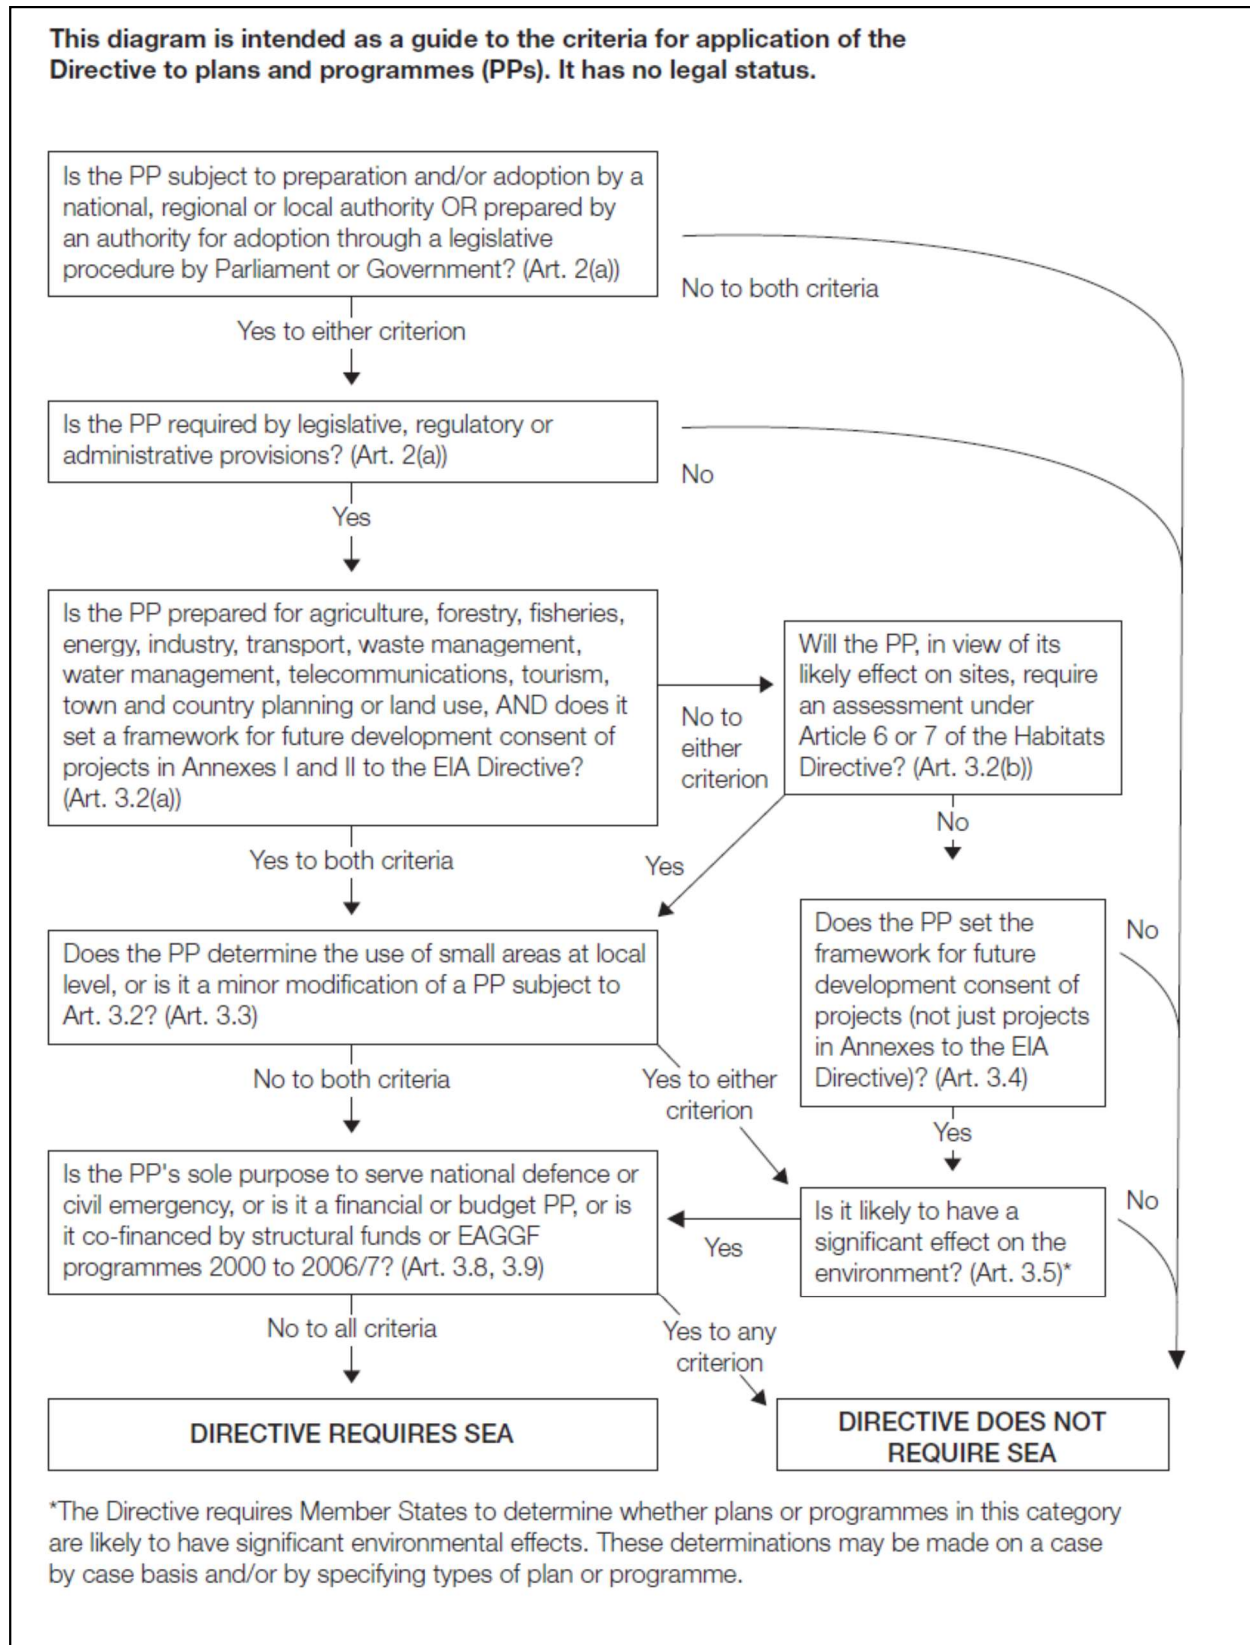 This diagram is intended as a guide to the criteria for application of the
Directive to plans and programmes (PPs). It has no legal status.
Is the PP subject to preparation and/or adoption by a
national, regional or local authority OR prepared by
an authority for adoption through a legislative
procedure by Parliament or Government? (Art. 2(a))
No to both criteria
Yes to either criterion
Is the PP required by legislative, regulatory or
administrative provisions? (Art. 2(a))
No
Yes
Is the PP prepared for agriculture, forestry, fisheries,
energy, industry, transport, waste management,
water management, telecommunications, tourism,
town and country planning or land use, AND does it
set a framework for future development consent of
projects in Annexes I and II to the EIA Directive?
(Art. 3.2(a))
No to
either
criterion
Will the PP, in view of its
likely effect on sites, require
an assessment under
Article 6 or 7 of the Habitats
Directive? (Art. 3.2(b))
Yes to both criteria
Yes
No
Does the PP determine the use of small areas at local
level, or is it a minor modification of a PP subject to
Art. 3.2? (Art. 3.3)
Does the PP set the
framework for future
development consent of
projects (not just projects
in Annexes to the EIA
Directive)? (Art. 3.4)
No
No to both criteria
Yes to either
criterion
Yes
Is the PP's sole purpose to serve national defence or
civil emergency, or is it a financial or budget PP, or is
it co-financed by structural funds or EAGGF
programmes 2000 to 2006/7? (Art. 3.8, 3.9)
Yes
Is it likely to have a
significant effect on the
environment? (Art. 3.5)*
No
No to all criteria
Yes to any
criterion
DIRECTIVE REQUIRES SEA
DIRECTIVE DOES NOT
REQUIRE SEA
*The Directive requires Member States to determine whether plans or programmes in this category
are likely to have significant environmental effects. These determinations may be made on a case
by case basis and/or by specifying types of plan or programme.